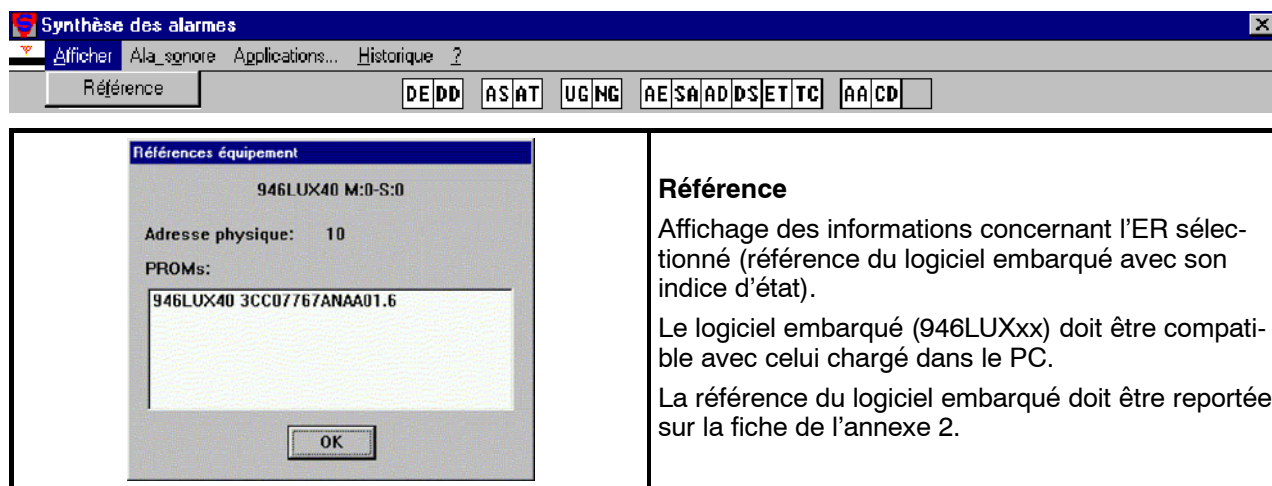 Synthèse des alarmes
Afficher Ala_sonore Applications... Historique ?
Référence
DE DD AS AT UG NG AE SA AD DS ET TC AA CD
Références équipement
946LUX40 M:0-S:0
Adresse physique: 10
PROMs:
946LUX40 3CC07767ANAA01.6
OK
Référence
Affichage des informations concernant l'ER sélec-
tionné (référence du logiciel embarqué avec son
indice d'état).
Le logiciel embarqué (946LUXxx) doit être compati-
ble avec celui chargé dans le PC.
La référence du logiciel embarqué doit être reportée
sur la fiche de l'annexe 2.